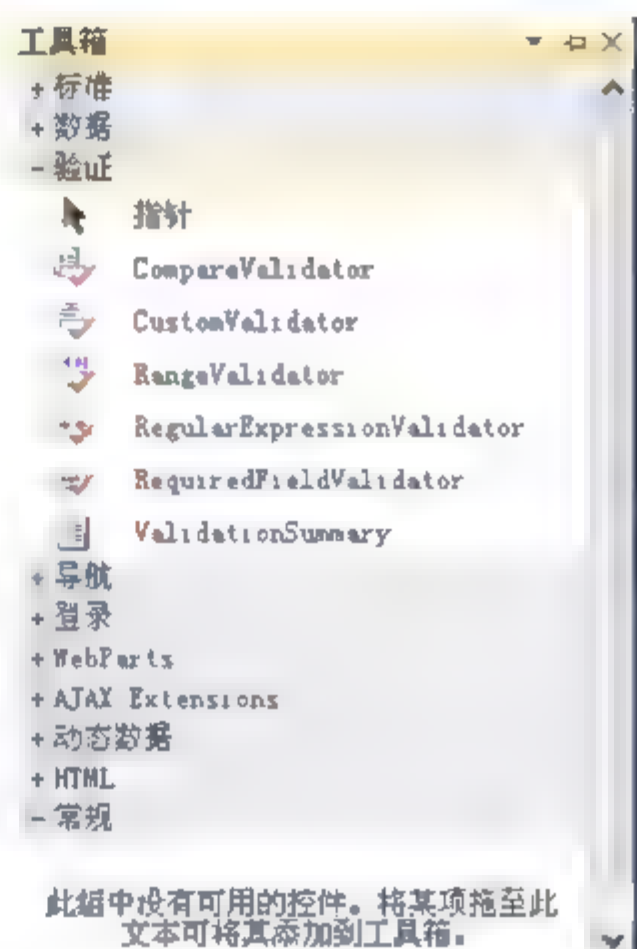 工具箱
+ 标准
+ 数据
- 验证
指针
CompareValidator
CustomValidator
RangeValidator
RegularExpressionValidator
RequiredFieldValidator
ValidationSummary
+ 导航
+ 登录
+ WebParts
+ AJAX Extensions
+ 动态数据
+ HTML
- 常规
此组中没有可用的控件。将某项拖至此
文本可将其添加到工具箱。